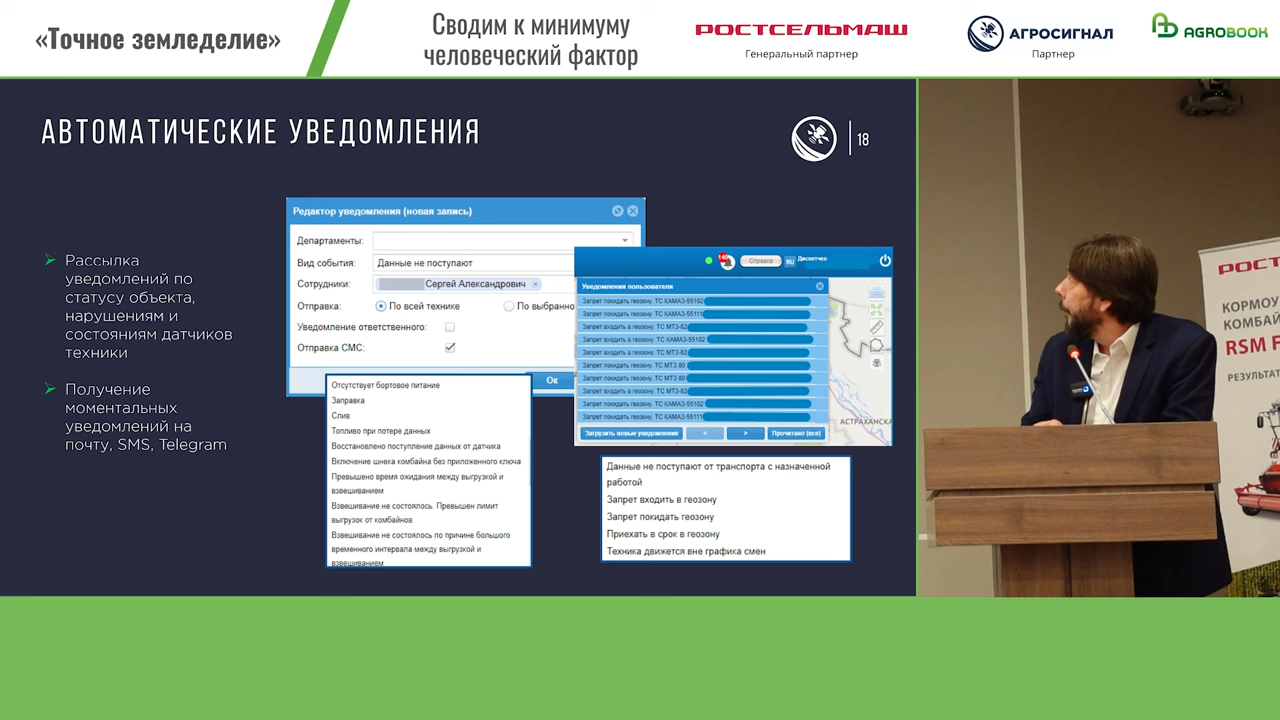 «Точное земледелие»
Сводим к минимуму
человеческий фактор
РОСТСЕЛЬМАШ
Генеральный партнер
АГРОСИГНАЛ
Партнер
AGROBOOK
АВТОМАТИЧЕСКИЕ УВЕДОМЛЕНИЯ
18
Рассылка
уведомлений по
статусу объекта,
нарушениям и
состояниям датчиков
техники
Получение
моментальных
уведомлений на
почту, SMS, Telegram
Редактор уведомления (новая запись)
Департаменты:
Вид события: Данные не поступают
Сотрудники: Сергей Александрович
Отправка: По всей технике По выбранно
Уведомление ответственного:
Отправка СМС:
Ок
Отсутствует бортовое питание
Заправка
Слив
Топливо при потере данных
Восстановлено поступление данных от датчика
Включение шнека комбайна без приложенного ключа
Превышено время ожидания между выгрузкой и
взвешиванием
Взвешивание не состоялось. Превышен лимит
выгрузок от комбайнов
Взвешивание не состоялось по причине большого
временного интервала между выгрузкой и
взвешиванием
140 Справка RU Диспетчер
Уведомления пользователя
Запрет покидать геозону. ТС КАМАЗ-55102
Запрет покидать геозону. ТС КАМАЗ-55111
Запрет входить в геозону. ТС МТЗ-82
Запрет входить в геозону. ТС КАМАЗ-55102
Запрет входить в геозону. ТС МТЗ-82
Запрет покидать геозону. ТС МТЗ 80
Запрет покидать геозону. ТС МТЗ 80
Запрет входить в геозону. ТС МТЗ-82
Запрет покидать геозону. ТС КАМАЗ-55102
Запрет покидать геозону. ТС КАМАЗ-55111
Загрузить новые уведомления < > Прочитано (все)
АСТРАХАНСКА
Данные не поступают от транспорта с назначенной
работой
Запрет входить в геозону
Запрет покидать геозону
Приехать в срок в геозону
Техника движется вне графика смен
РОСТ
КОРМОУ
КОМБАЙ
RSM F
РЕЗУЛЬТАТ